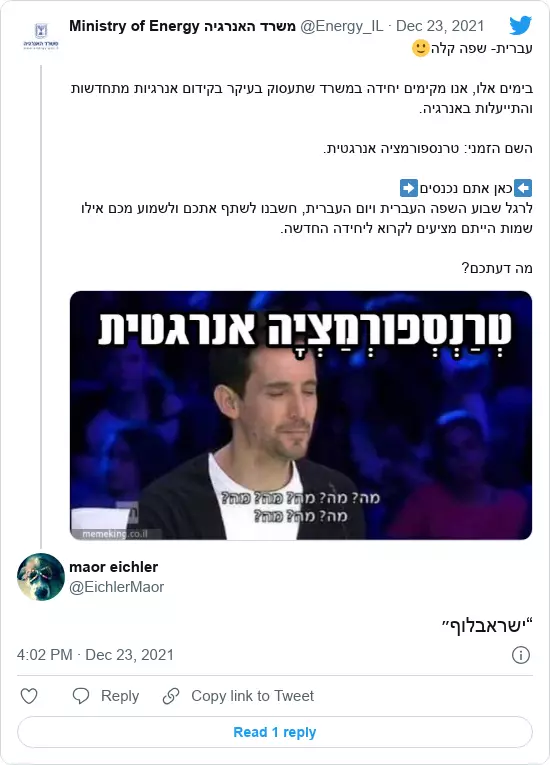 Ministry of Energy משרד האנרגיה @Energy_IL · Dec 23, 2021
עברית- שפה קלה🙂
בימים אלו, אנו מקימים יחידה במשרד שתעסוק בעיקר בקידום אנרגיות מתחדשות
והתייעלות באנרגיה.
השם הזמני: טרנספורמציה אנרגטית.
⬅️כאן אתם נכנסים➡️
לרגל שבוע השפה העברית ויום העברית, חשבנו לשתף אתכם ולשמוע מכם אילו
שמות הייתם מציעים לקרוא ליחידה החדשה.
מה דעתכם?
טְרַנְסְפוֹרְמַצְיָה אנרגטית
מה? מה? מה? מה? מה?
מה? מה? מה?
memeking.co.il
maor eichler
@EichlerMaor
“ישראבלוף”
4:02 PM · Dec 23, 2021
Reply
Copy link to Tweet
Read 1 reply